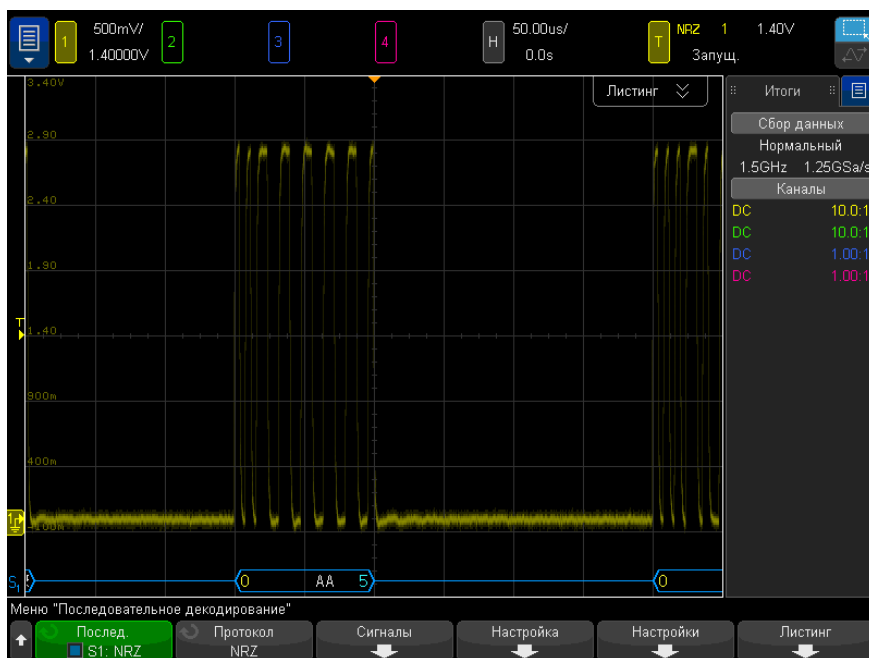 1 500mV/ 2 3 4 H 50.00us/ T NRZ 1 1.40V
1.40000V 0.0s Запущ.
3.40V Листинг Итоги
2.90 Сбор данных
Нормальный
1.5GHz 1.25GSa/s
Каналы
2.40 DC 10.0:1
DC 10.0:1
1.90 DC 1.00:1
DC 1.00:1
T
1.40
900m
400m
1
-100m
S1 0 AA 5 0
Меню "Последовательное декодирование"
Послед. Протокол Сигналы Настройка Настройки Листинг
S1: NRZ NRZ